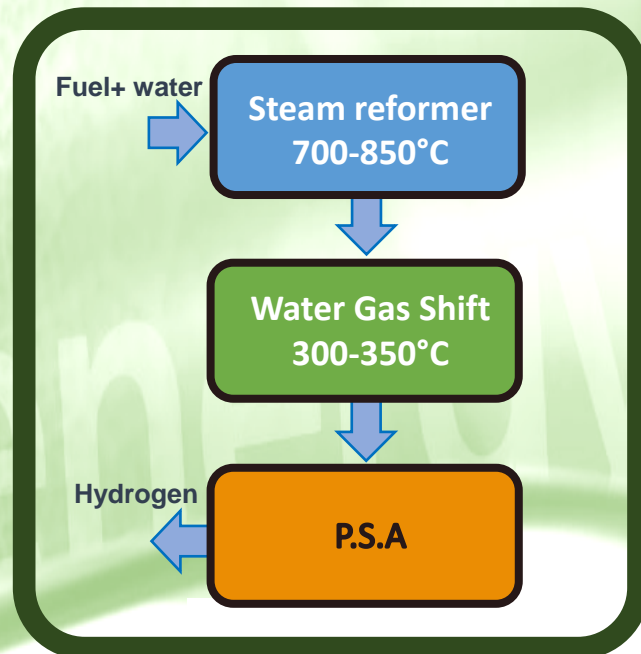 Fuel+ water
Steam reformer
700-850°C
Water Gas Shift
300-350°C
Hydrogen
P.S.A